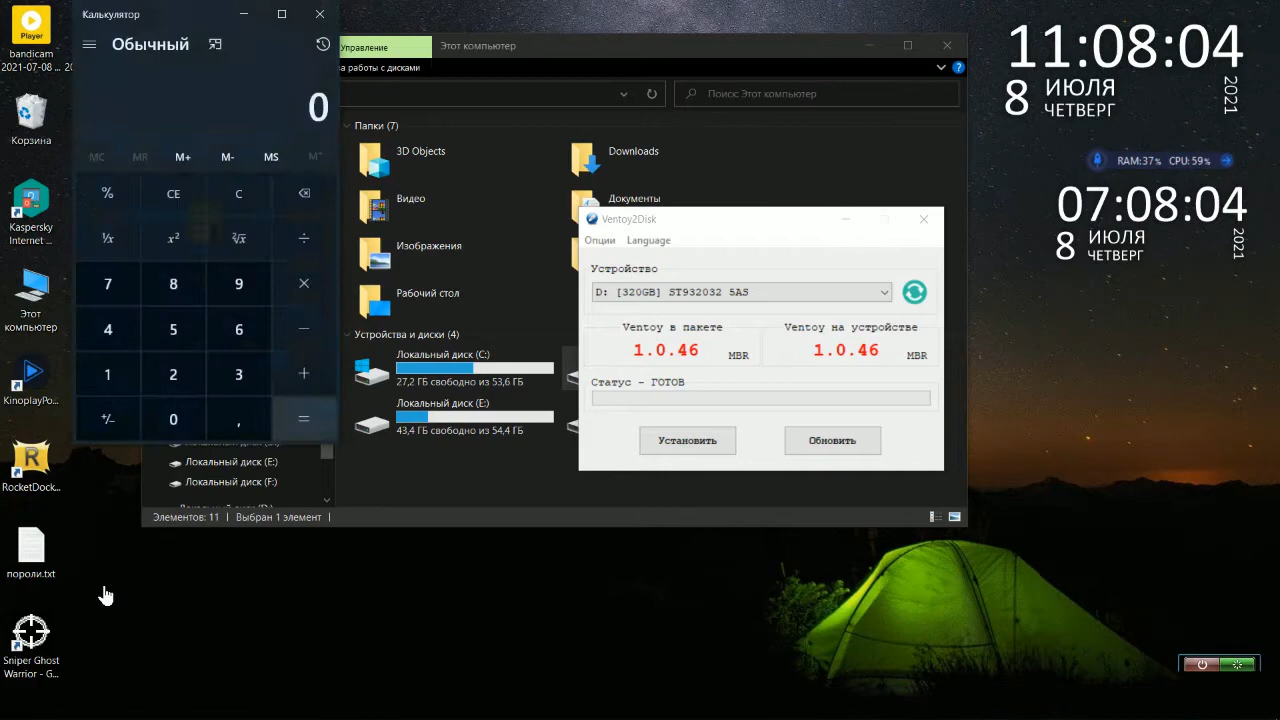 Player
bandicam
2021-07-08 ...
Корзина
Kaspersky
Internet ...
Этот
компьютер
KinoplayPo...
RocketDock...
пороли.txt
Sniper Ghost
Warrior - G...
Калькулятор
Обычный
0
MC MR M+ M- MS M˅
% CE C
¹/x x² ²√x ÷
7 8 9 ×
4 5 6 −
1 2 3 +
+/− 0 , =
Управление
Этот компьютер
ва работы с дисками
Поиск: Этот компьютер
Папки (7)
3D Objects
Downloads
Видео
Документы
Изображения
Рабочий стол
Устройства и диски (4)
Локальный диск (C:)
27,2 ГБ свободно из 53,6 ГБ
Локальный диск (E:)
43,4 ГБ свободно из 54,4 ГБ
Локальный диск (E:)
Локальный диск (F:)
Элементов: 11
Выбран 1 элемент
Ventoy2Disk
Опции Language
Устройство
D: [320GB] ST932032 5AS
Ventoy в пакете
1.0.46 MBR
Ventoy на устройстве
1.0.46 MBR
Статус - ГОТОВ
Установить
Обновить
11:08:04
8 ИЮЛЯ
ЧЕТВЕРГ
2021
RAM:37% CPU:59%
07:08:04
8 ИЮЛЯ
ЧЕТВЕРГ
2021